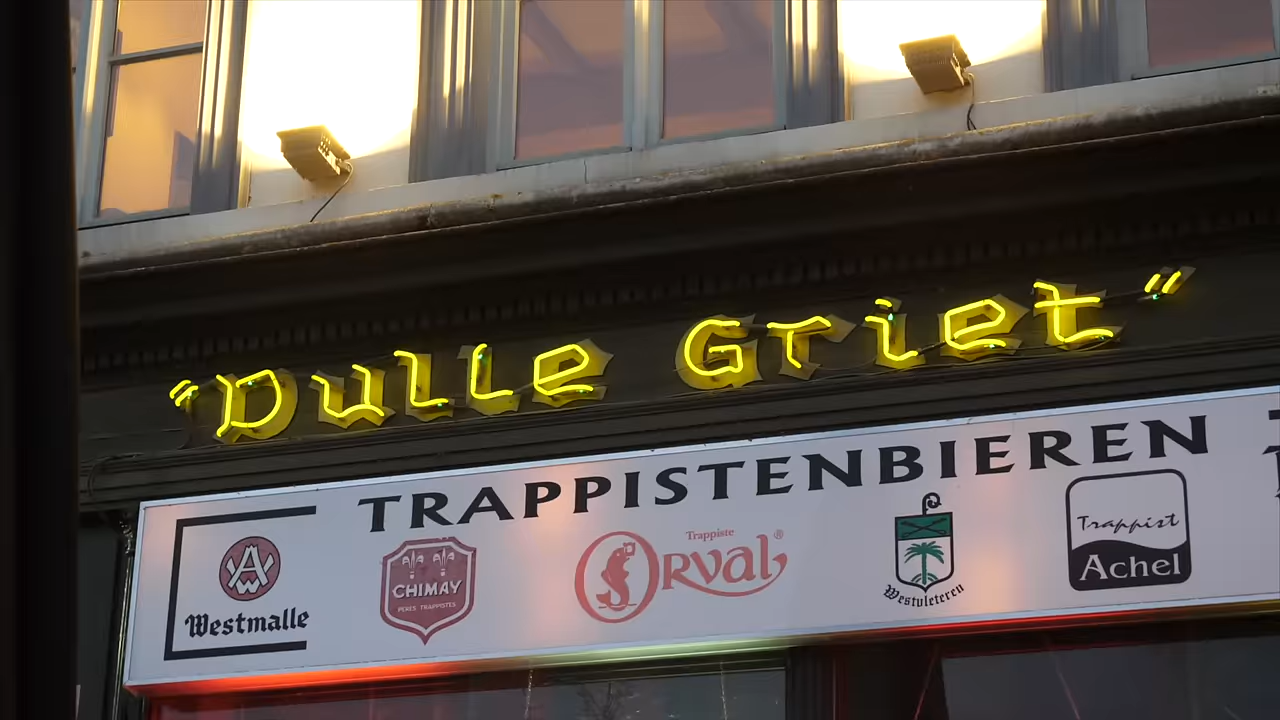 "Dulle Griet"
TRAPPISTENBIEREN
Westmalle
CHIMAY
PERES TRAPPISTES
Trappiste
ORval®
Westvleteren
Trappist
Achel